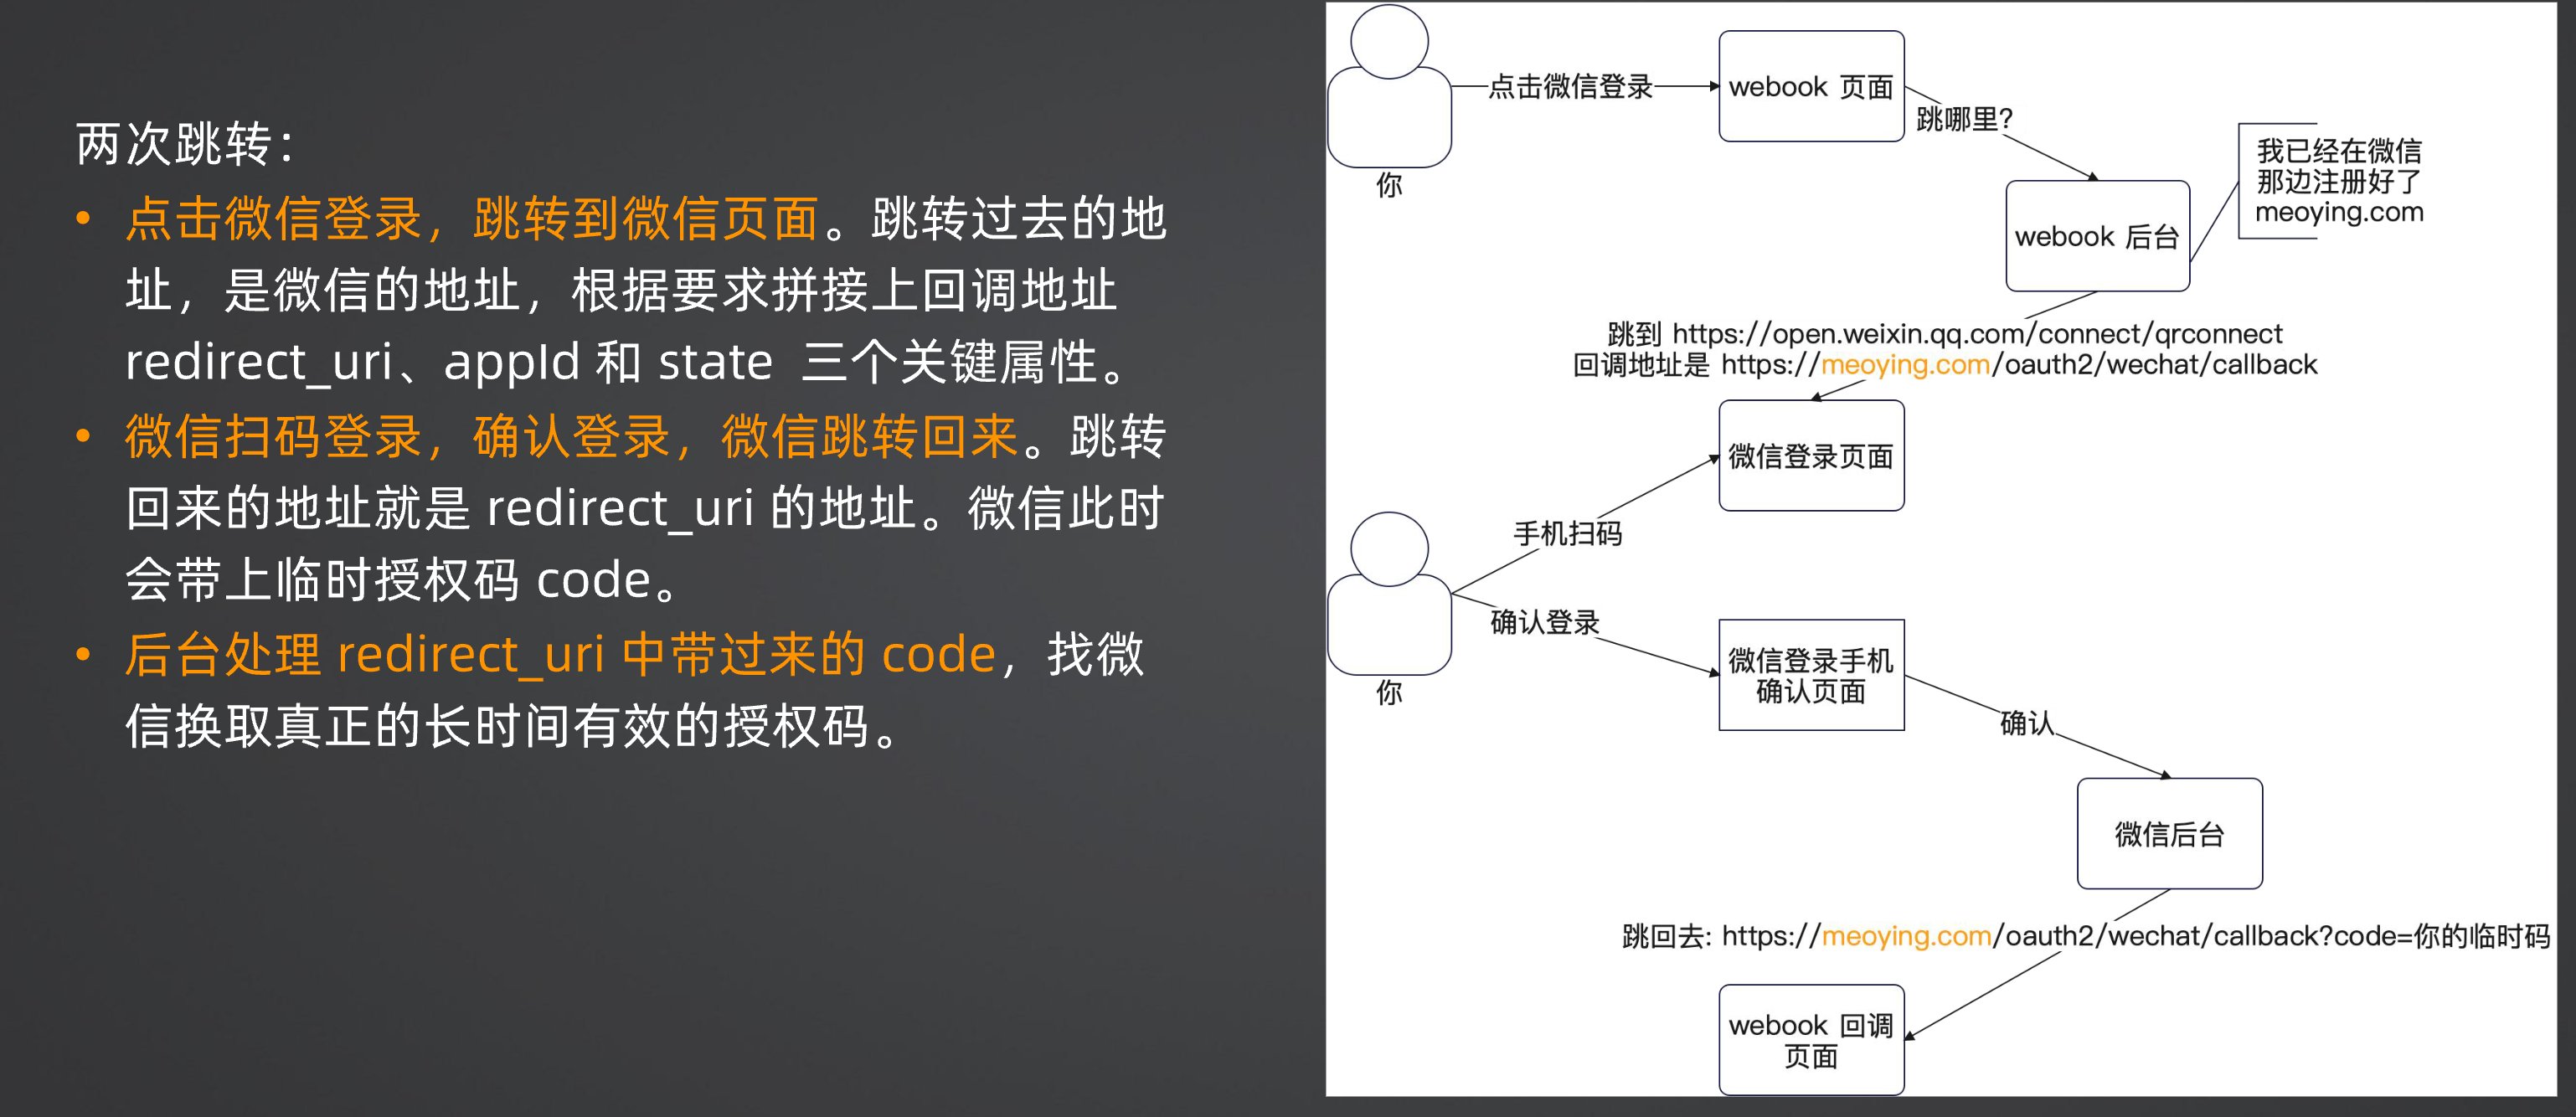 两次跳转：
• 点击微信登录，跳转到微信页面。跳转过去的地
址，是微信的地址，根据要求拼接上回调地址
redirect_uri、appId 和 state 三个关键属性。
• 微信扫码登录，确认登录，微信跳转回来。跳转
回来的地址就是 redirect_uri 的地址。微信此时
会带上临时授权码 code。
• 后台处理 redirect_uri 中带过来的 code，找微
信换取真正的长时间有效的授权码。
你
点击微信登录
webook 页面
跳哪里?
webook 后台
我已经在微信
那边注册好了
meoying.com
跳到 https://open.weixin.qq.com/connect/qrconnect
回调地址是 https://meoying.com/oauth2/wechat/callback
微信登录页面
手机扫码
你
确认登录
微信登录手机
确认页面
确认
微信后台
跳回去: https://meoying.com/oauth2/wechat/callback?code=你的临时码
webook 回调
页面